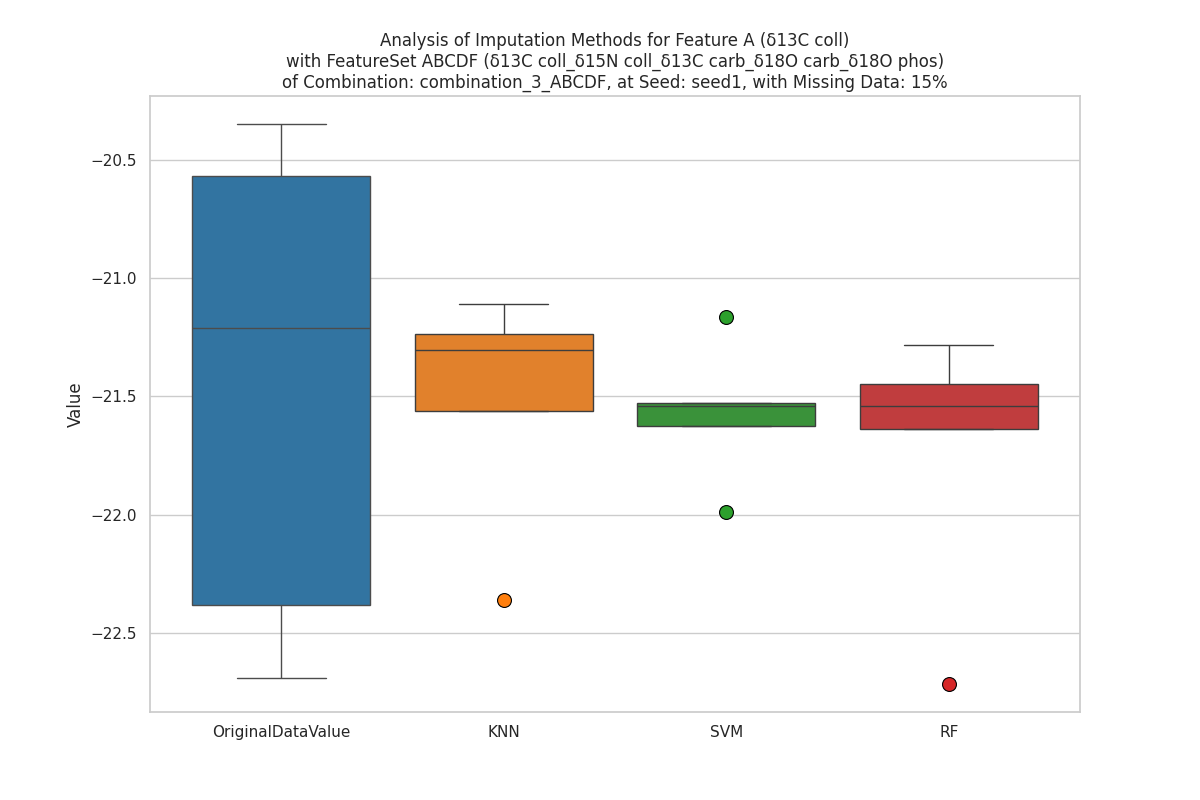 Analysis of Imputation Methods for Feature A (δ13C coll)
with FeatureSet ABCDF (δ13C coll_δ15N coll_δ13C carb_δ18O carb_δ18O phos)
of Combination: combination_3_ABCDF, at Seed: seed1, with Missing Data: 15%
Value
−20.5
−21.0
−21.5
−22.0
−22.5
OriginalDataValue
KNN
SVM
RF